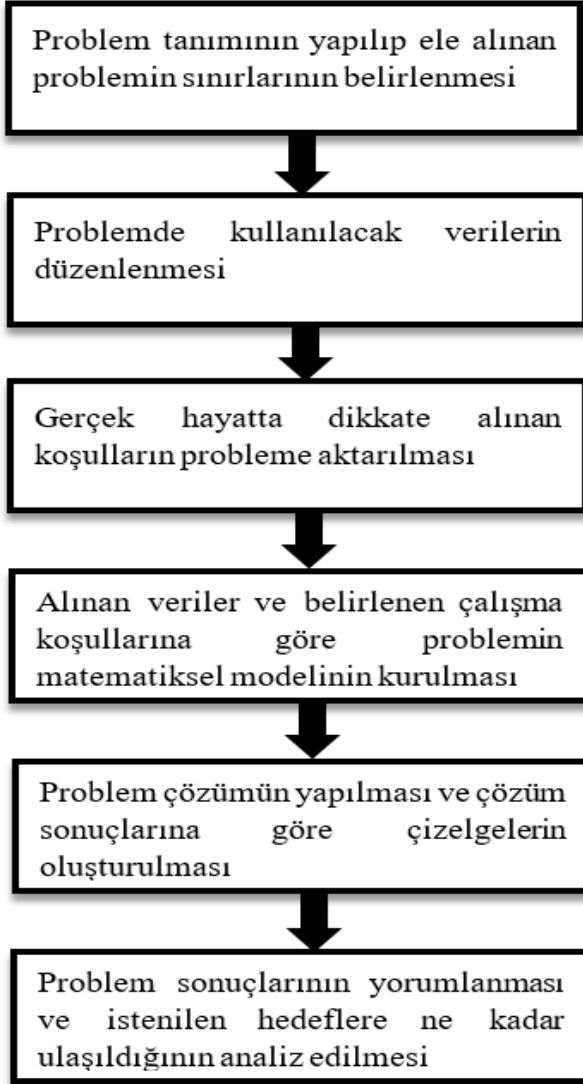 Problem tanımının yapılıp ele alınan
problemin sınırlarının belirlenmesi
Problemde kullanılacak verilerin
düzenlenmesi
Gerçek hayatta dikkate alınan
koşulların probleme aktarılması
Alınan veriler ve belirlenen çalışma
koşullarına göre problemin
matematiksel modelinin kurulması
Problem çözümün yapılması ve çözüm
sonuçlarına göre çizelgelerin
oluşturulması
Problem sonuçlarının yorumlanması
ve istenilen hedeflere ne kadar
ulaşıldığının analiz edilmesi